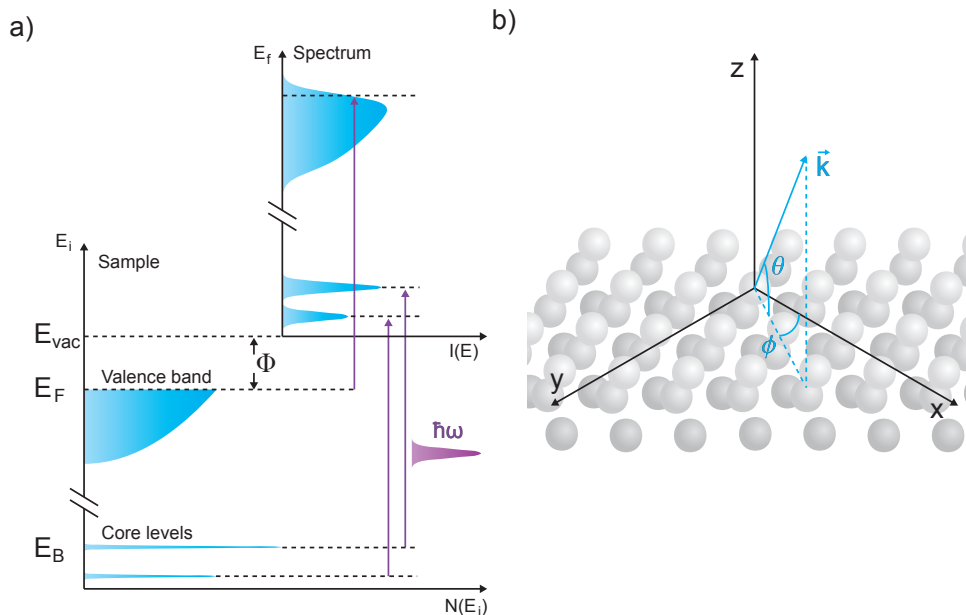 a)
E_f Spectrum
E_i
Sample
I(E)
E_vac
Φ
E_F
Valence band
ħω
Core levels
E_B
N(E_i)
b)
z
k⃗
θ
ϕ
y
x